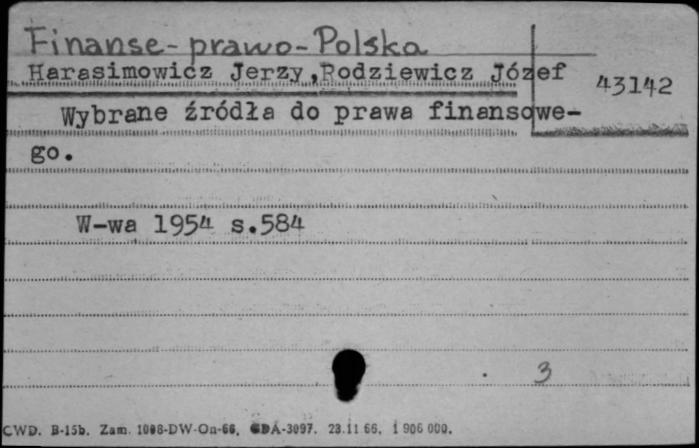 Finanse-prawo-Polska
Harasimowicz Jerzy,Rodziewicz Józef
43142
Wybrane źródła do prawa finansowe-
go.
W-wa 1954 s.584
3
CWD. B-15b. Zam. 1098-DW-On-66. GDA-3097. 23.11 66. 1 906 000.